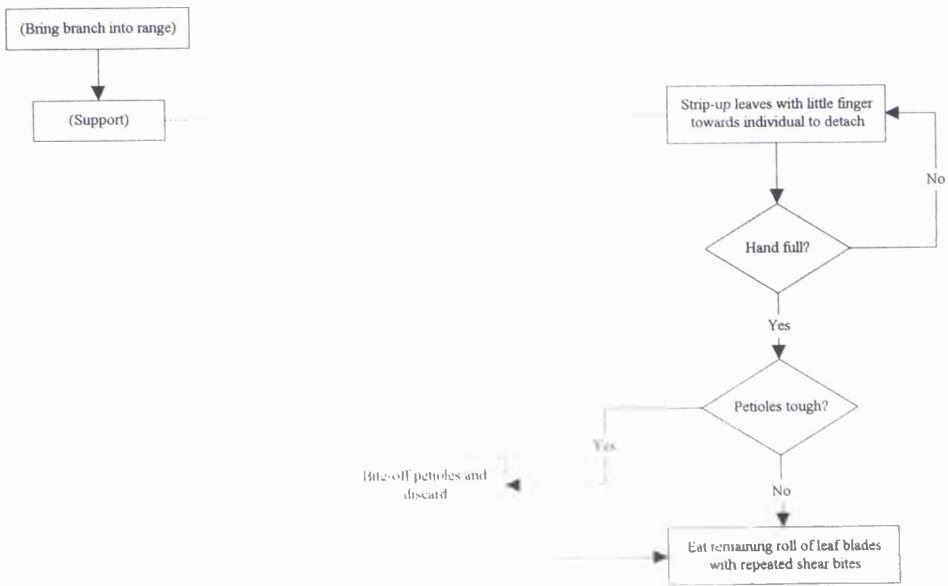 (Bring branch into range)
(Support)
Strip-up leaves with little finger
towards individual to detach
No
Hand full?
Yes
Petioles tough?
Yes
Bite-off petioles and
discard
No
Eat remaining roll of leaf blades
with repeated shear bites